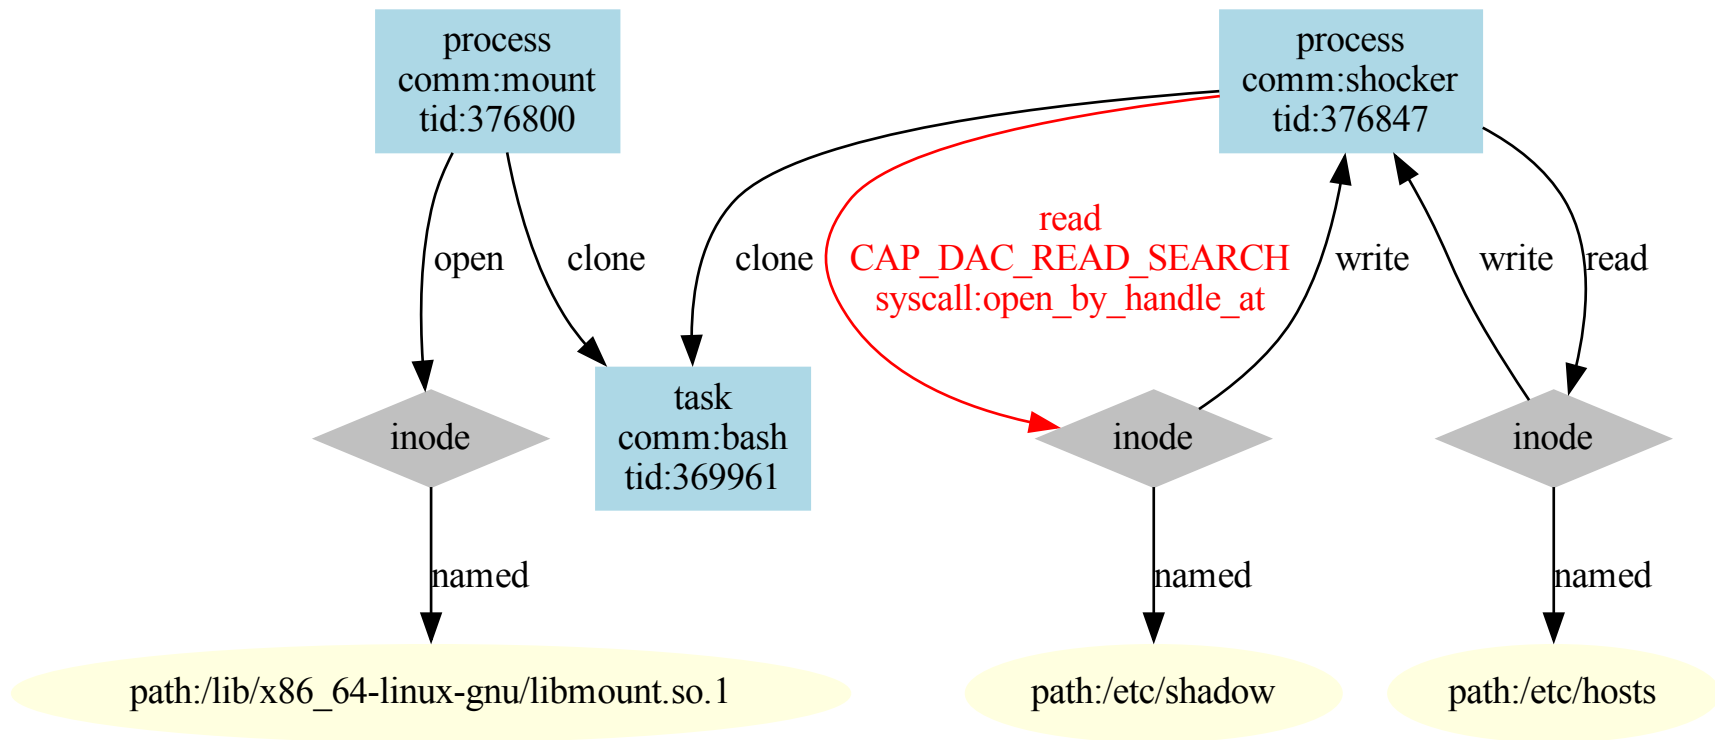 process
comm:mount
tid:376800
process
comm:shocker
tid:376847
open
clone
clone
read
CAP_DAC_READ_SEARCH
syscall:open_by_handle_at
write
write
read
inode
task
comm:bash
tid:369961
inode
inode
named
named
named
path:/lib/x86_64-linux-gnu/libmount.so.1
path:/etc/shadow
path:/etc/hosts